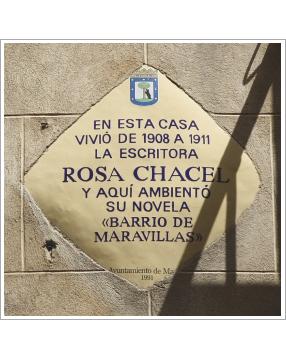 EN ESTA CASA
VIVIÓ DE 1908 A 1911
LA ESCRITORA
ROSA CHACEL
Y AQUÍ AMBIENTÓ
SU NOVELA
«BARRIO DE
MARAVILLAS»
Ayuntamiento de
1991